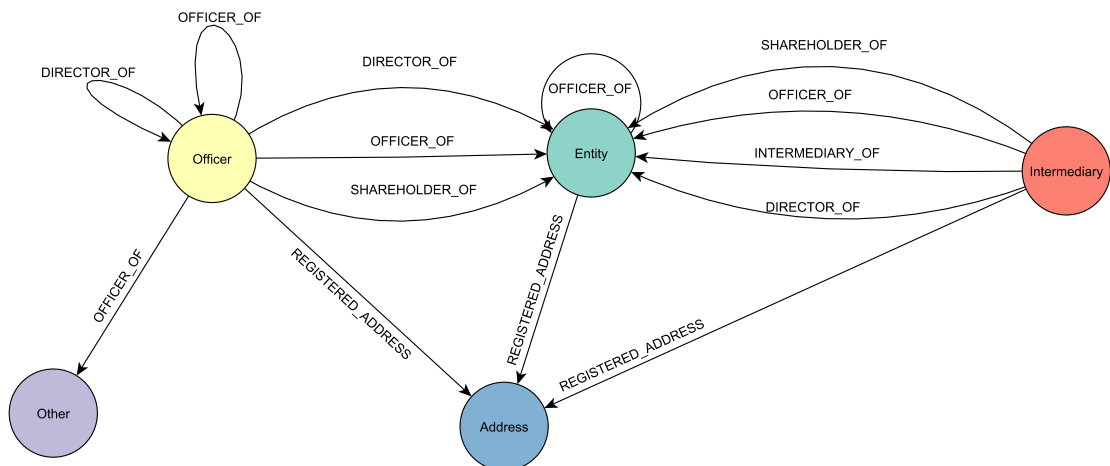 OFFICER_OF
SHAREHOLDER_OF
DIRECTOR_OF
DIRECTOR_OF
OFFICER_OF
OFFICER_OF
OFFICER_OF
INTERMEDIARY_OF
Officer
Entity
Intermediary
SHAREHOLDER_OF
DIRECTOR_OF
OFFICER_OF
REGISTERED_ADDRESS
REGISTERED_ADDRESS
REGISTERED_ADDRESS
Other
Address